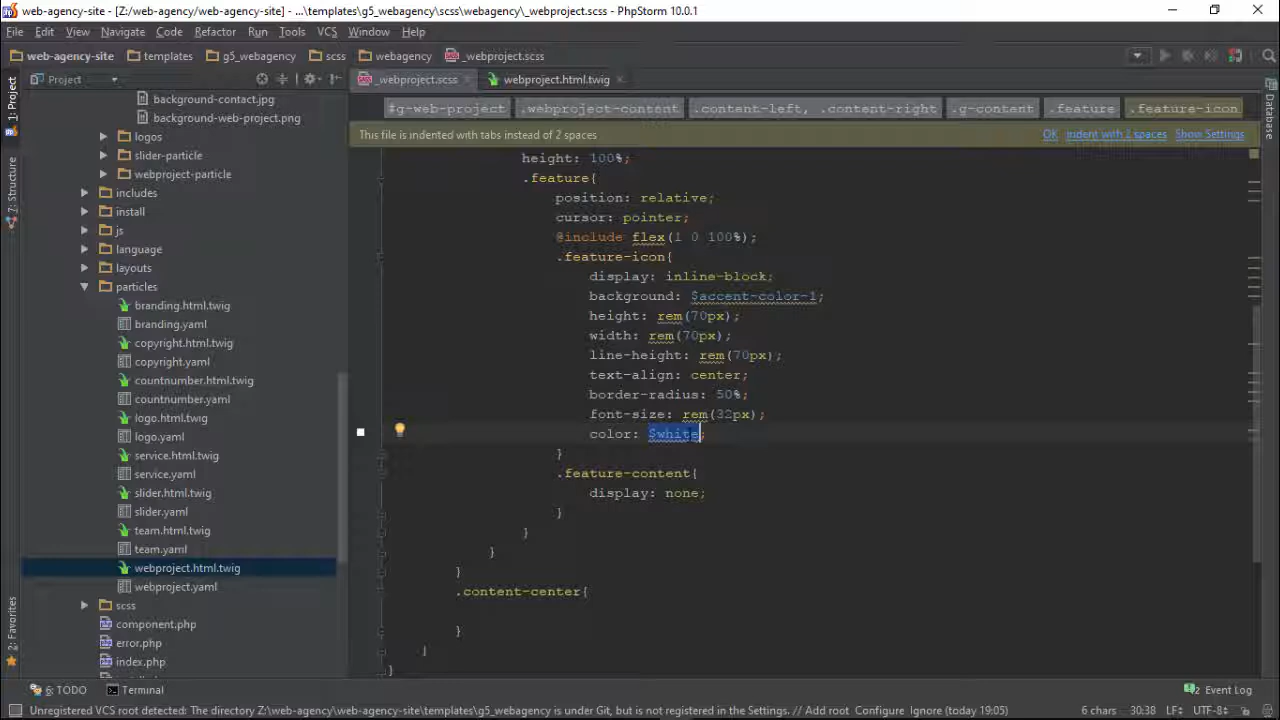 web-agency-site - [Z:/web-agency/web-agency-site] - ...\templates\g5_webagency\scss\webagency\_webproject.scss - PhpStorm 10.0.1
File Edit View Navigate Code Refactor Run Tools VCS Window Help
web-agency-site templates g5_webagency scss webagency _webproject.scss
Project _webproject.scss webproject.html.twig
1: Project
7: Structure
2: Favorites
Database
background-contact.jpg
background-web-project.png
logos
slider-particle
webproject-particle
includes
install
js
language
layouts
particles
branding.html.twig
branding.yaml
copyright.html.twig
copyright.yaml
countnumber.html.twig
countnumber.yaml
logo.html.twig
logo.yaml
service.html.twig
service.yaml
slider.html.twig
slider.yaml
team.html.twig
team.yaml
webproject.html.twig
webproject.yaml
scss
component.php
error.php
index.php
#g-web-project .webproject-content .content-left, .content-right .g-content .feature .feature-icon
This file is indented with tabs instead of 2 spaces OK Indent with 2 spaces Show Settings
height: 100%;
.feature{
position: relative;
cursor: pointer;
@include flex(1 0 100%);
.feature-icon{
display: inline-block;
background: $accent-color-1;
height: rem(70px);
width: rem(70px);
line-height: rem(70px);
text-align: center;
border-radius: 50%;
font-size: rem(32px);
color: $white;
}
.feature-content{
display: none;
}
}
}
}
.content-center{
}
}
}
6: TODO Terminal Event Log
Unregistered VCS root detected: The directory Z:\web-agency\web-agency-site\templates\g5_webagency is under Git, but is not registered in the Settings. // Add root Configure Ignore (today 19:05) 6 chars 30:38 LF÷ UTF-8÷